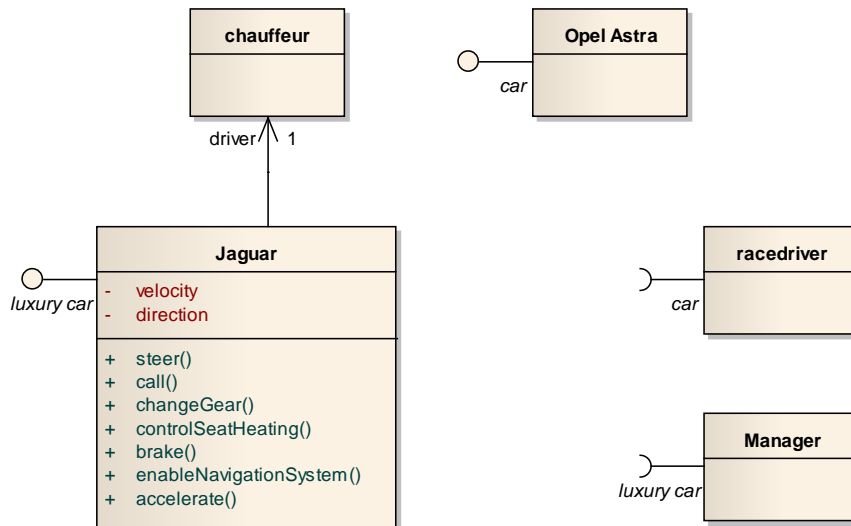 chauffeur
Opel Astra
car
driver 1
Jaguar
luxury car
- velocity
- direction
+ steer()
+ call()
+ changeGear()
+ controlSeatHeating()
+ brake()
+ enableNavigationSystem()
+ accelerate()
racedriver
car
Manager
luxury car